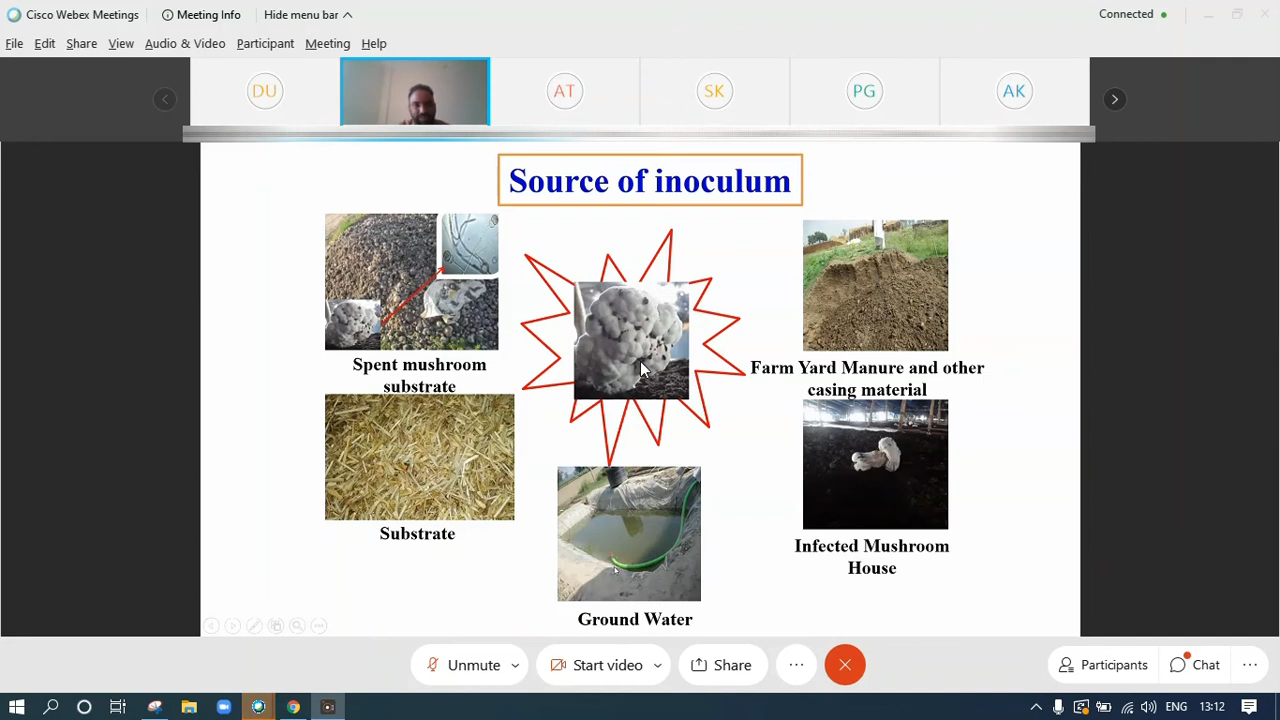 Cisco Webex Meetings
Meeting Info
Hide menu bar
Connected
File Edit Share View Audio & Video Participant Meeting Help
DU
AT
SK
PG
AK
Source of inoculum
Spent mushroom
substrate
Farm Yard Manure and other
casing material
Substrate
Infected Mushroom
House
Ground Water
Unmute
Start video
Share
Participants
Chat
ENG
13:12